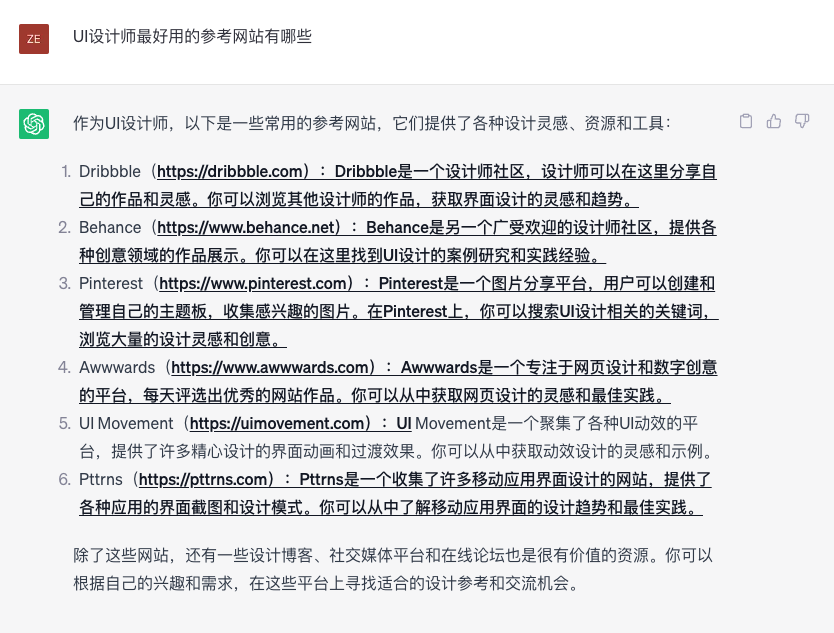 ZE
UI设计师最好用的参考网站有哪些
作为UI设计师，以下是一些常用的参考网站，它们提供了各种设计灵感、资源和工具：
1. Dribbble（https://dribbble.com）：Dribbble是一个设计师社区，设计师可以在这里分享自
己的作品和灵感。你可以浏览其他设计师的作品，获取界面设计的灵感和趋势。
2. Behance（https://www.behance.net）：Behance是另一个广受欢迎的设计师社区，提供各
种创意领域的作品展示。你可以在这里找到UI设计的案例研究和实践经验。
3. Pinterest（https://www.pinterest.com）：Pinterest是一个图片分享平台，用户可以创建和
管理自己的主题板，收集感兴趣的图片。在Pinterest上，你可以搜索UI设计相关的关键词，
浏览大量的设计灵感和创意。
4. Awwwards（https://www.awwwards.com）：Awwwards是一个专注于网页设计和数字创意
的平台，每天评选出优秀的网站作品。你可以从中获取网页设计的灵感和最佳实践。
5. UI Movement（https://uimovement.com）：UI Movement是一个聚集了各种UI动效的平
台，提供了许多精心设计的界面动画和过渡效果。你可以从中获取动效设计的灵感和示例。
6. Pttrns（https://pttrns.com）：Pttrns是一个收集了许多移动应用界面设计的网站，提供了
各种应用的界面截图和设计模式。你可以从中了解移动应用界面的设计趋势和最佳实践。
除了这些网站，还有一些设计博客、社交媒体平台和在线论坛也是很有价值的资源。你可以
根据自己的兴趣和需求，在这些平台上寻找适合的设计参考和交流机会。